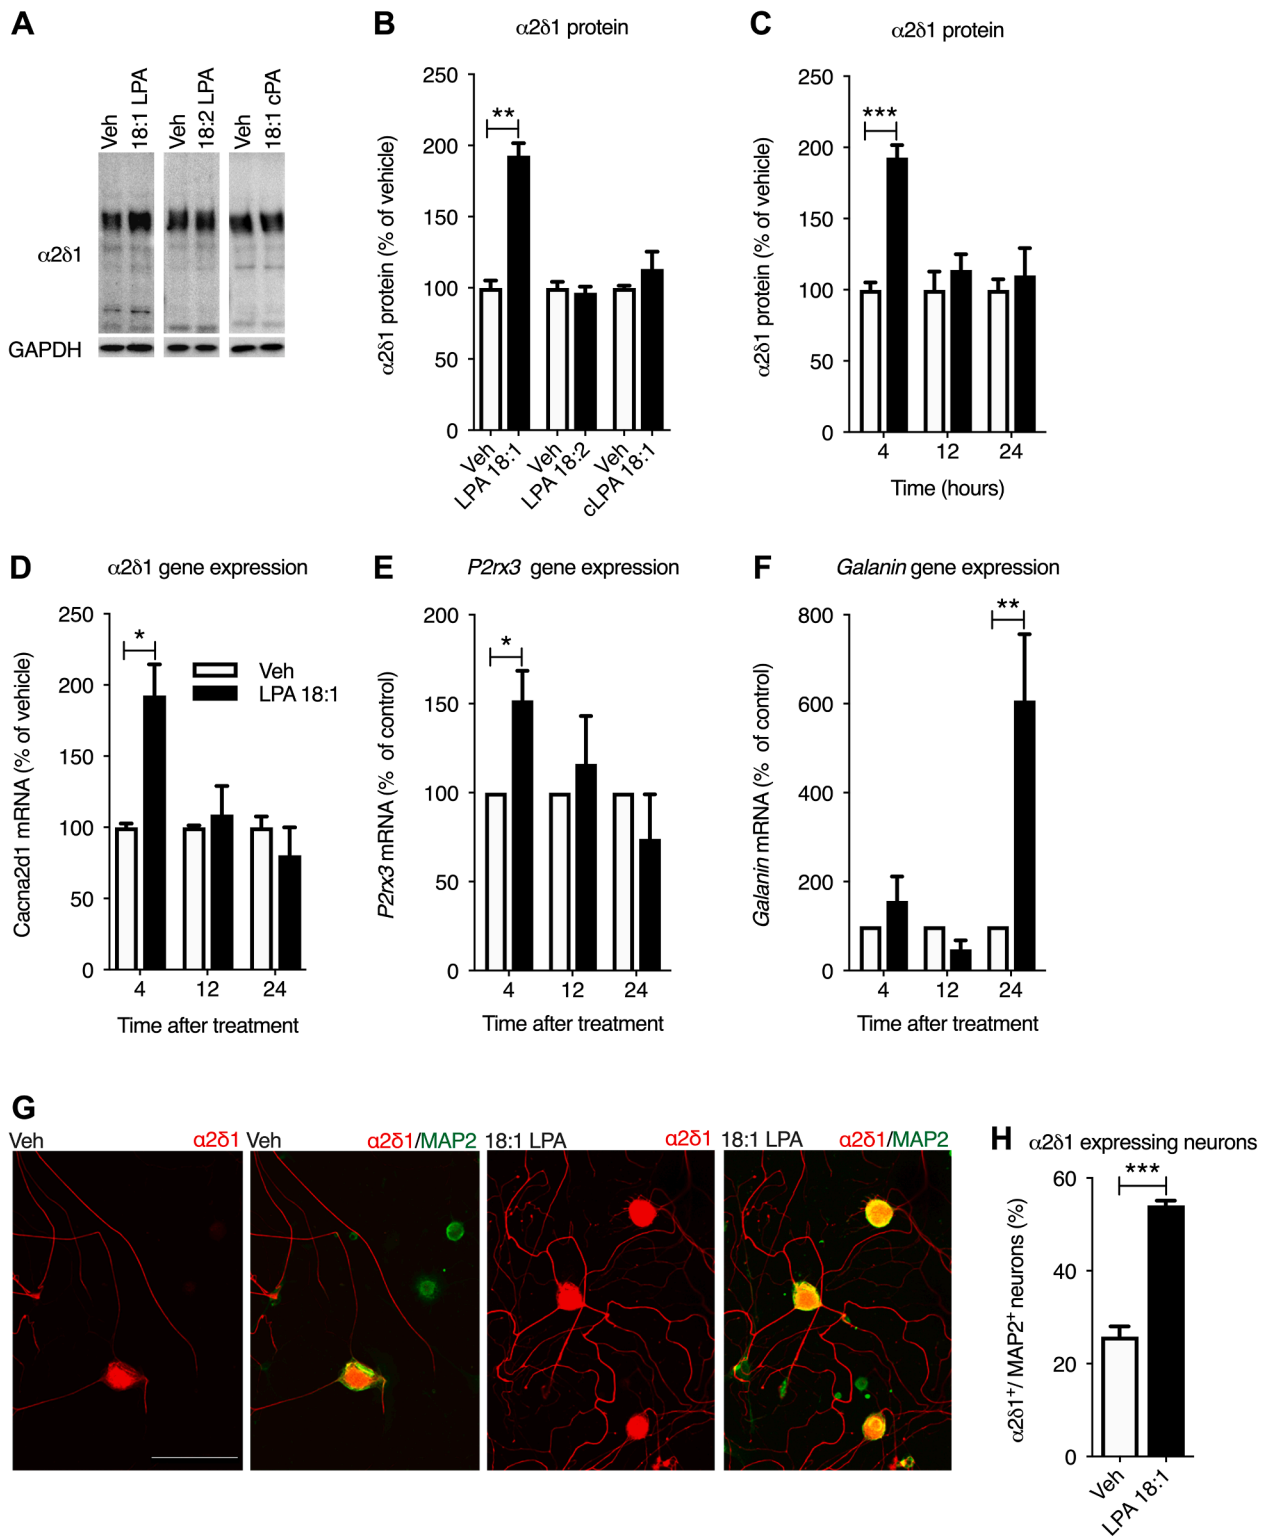 A
Veh
18:1 LPA
Veh
18:2 LPA
Veh
18:1 cPA
α2δ1
GAPDH
B
α2δ1 protein
α2δ1 protein (% of vehicle)
250
200
150
100
50
0
**
Veh
LPA 18:1
Veh
LPA 18:2
Veh
cLPA 18:1
C
α2δ1 protein
α2δ1 protein (% of vehicle)
250
200
150
100
50
0
***
4 12 24
Time (hours)
D
α2δ1 gene expression
Cacna2d1 mRNA (% of vehicle)
250
200
150
100
50
0
*
Veh
LPA 18:1
4 12 24
Time after treatment
E
P2rx3 gene expression
P2rx3 mRNA (% of control)
200
150
100
50
0
*
4 12 24
Time after treatment
F
Galanin gene expression
Galanin mRNA (% of control)
800
600
400
200
0
**
4 12 24
Time after treatment
G
Veh α2δ1
Veh α2δ1/MAP2
18:1 LPA α2δ1
18:1 LPA α2δ1/MAP2
H
α2δ1 expressing neurons
α2δ1+/ MAP2+ neurons (%)
60
40
20
0
***
Veh
LPA 18:1